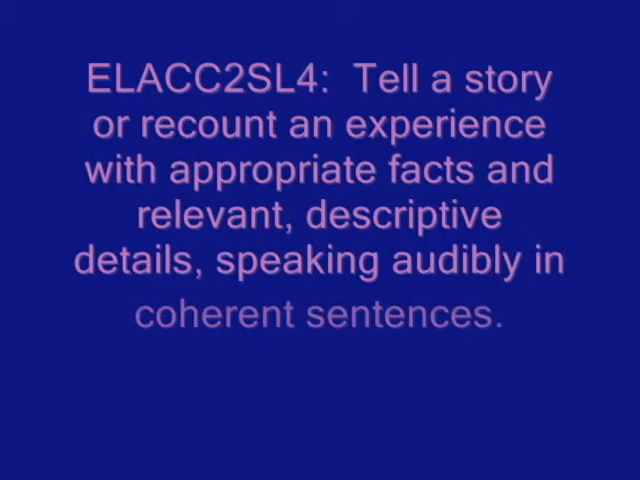 ELACC2SL4:  Tell a story
or recount an experience
with appropriate facts and
relevant, descriptive
details, speaking audibly in
coherent sentences.